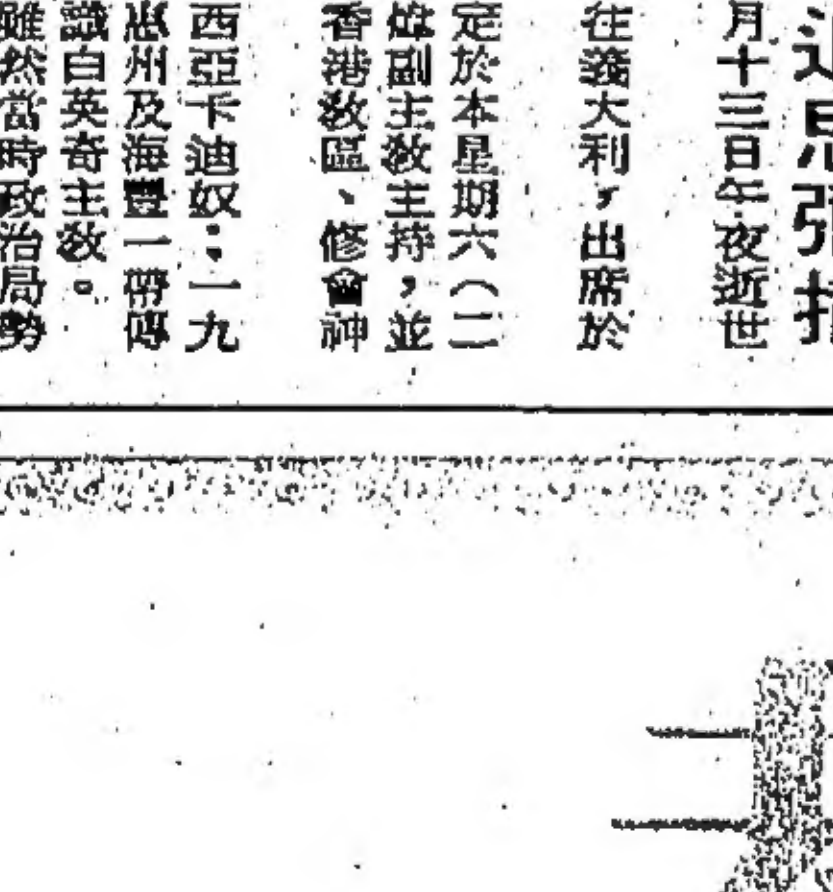 思張
月十三日午夜逝世
往義大利，出席於
定於本星期六（二
副主教主持，並
香港教區、修會神
西亞卡迪奴：一九
惠州及海豐一帶傳
識白英奇主教。
雖然當時政治局勢